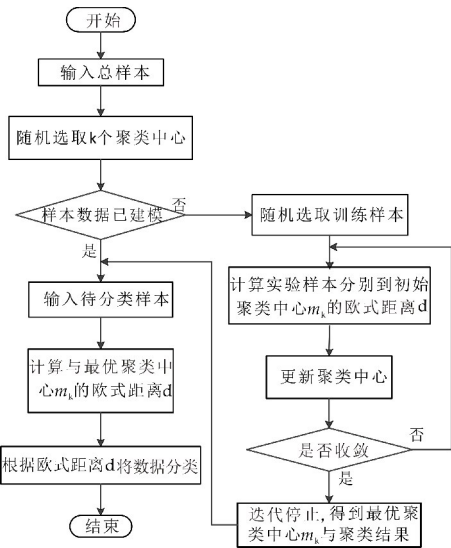 开始
输入总样本
随机选取k个聚类中心
样本数据已建模
否
是
随机选取训练样本
计算实验样本分别到初始
聚类中心mk的欧式距离d
更新聚类中心
是否收敛
否
是
迭代停止,得到最优聚
类中心mk与聚类结果
输入待分类样本
计算与最优聚类中
心mk的欧式距离d
根据欧式距离d将数据分类
结束